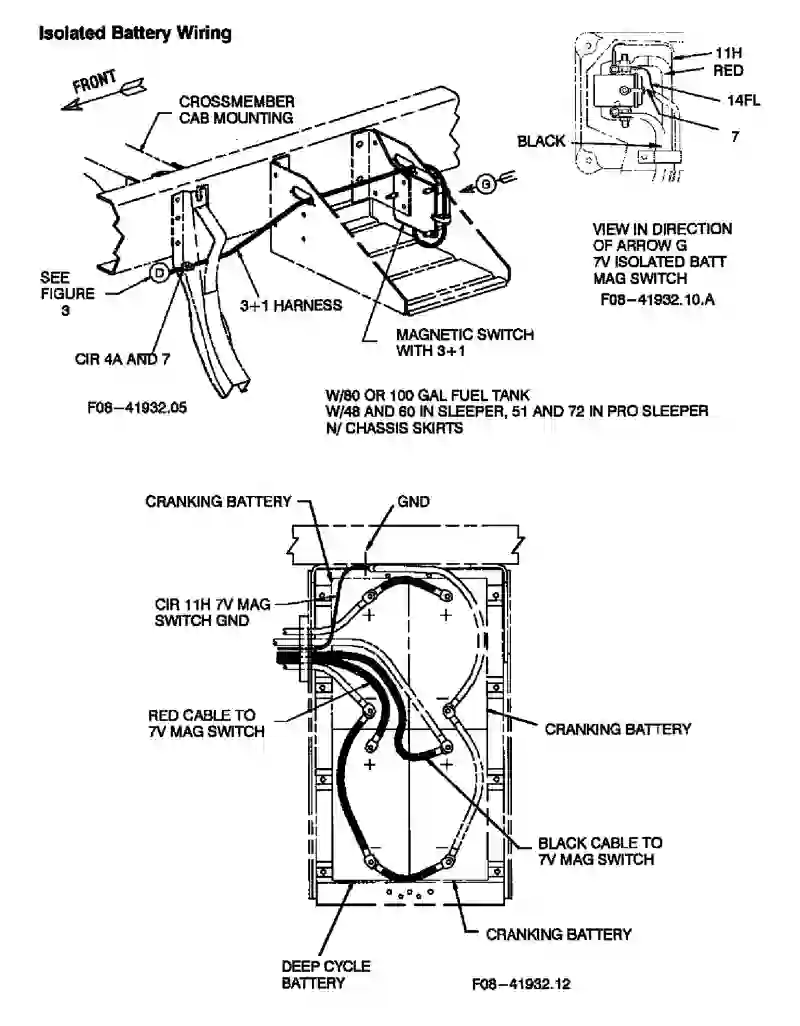 Isolated Battery Wiring
FRONT
CROSSMEMBER
CAB MOUNTING
11H
RED
14FL
7
BLACK
G
VIEW IN DIRECTION
OF ARROW G
7V ISOLATED BATT
MAG SWITCH
F08-41932.10.A
D
SEE
FIGURE
3
3+1 HARNESS
CIR 4A AND 7
MAGNETIC SWITCH
WITH 3+1
F08-41932.05
W/80 OR 100 GAL FUEL TANK
W/48 AND 60 IN SLEEPER, 51 AND 72 IN PRO SLEEPER
N/ CHASSIS SKIRTS
CRANKING BATTERY
GND
CIR 11H 7V MAG
SWITCH GND
+ +
RED CABLE TO
7V MAG SWITCH
- -
CRANKING BATTERY
+ +
BLACK CABLE TO
7V MAG SWITCH
- -
CRANKING BATTERY
DEEP CYCLE
BATTERY
F08-41932.12